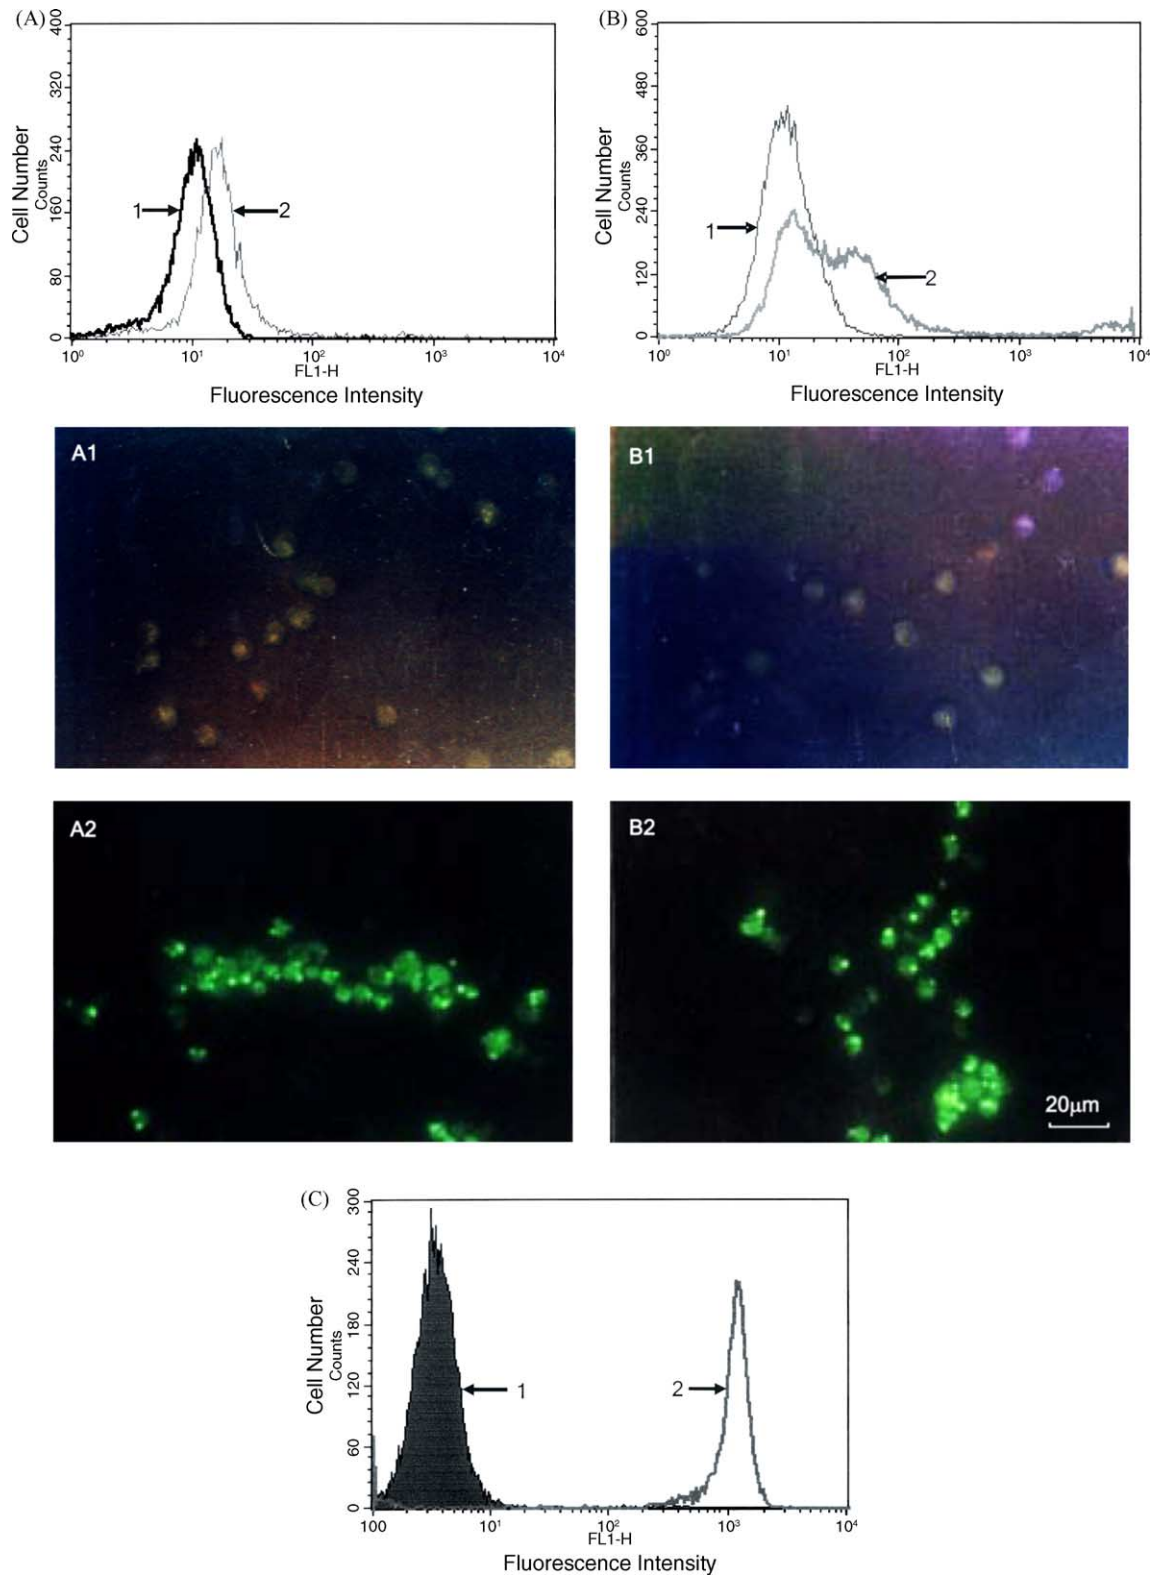 (A)
400
320
240
160
80
0
Cell Number
Counts
1
2
10⁰ 10¹ 10² 10³ 10⁴
FL1-H
Fluorescence Intensity
(B)
600
480
360
240
120
0
Cell Number
Counts
1
2
10⁰ 10¹ 10² 10³ 10⁴
FL1-H
Fluorescence Intensity
A1
B1
A2
B2
20μm
(C)
300
240
180
120
60
0
Cell Number
Counts
1
2
100 10¹ 10² 10³ 10⁴
FL1-H
Fluorescence Intensity